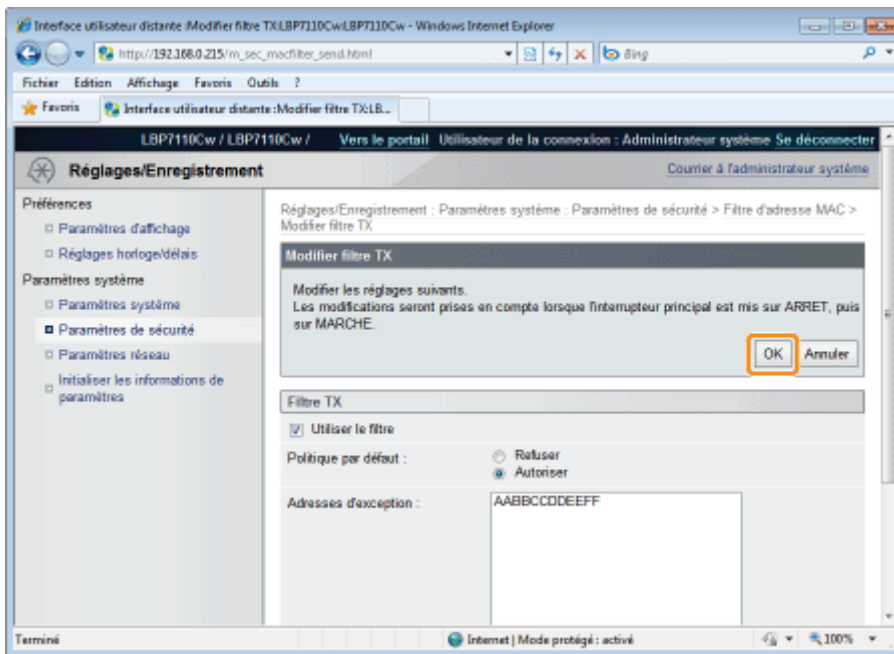 Interface utilisateur distante :Modifier filtre TX:LBP7110Cw:LBP7110Cw - Windows Internet Explorer
http://192.168.0.215/m_sec_macfilter_send.html
Bing
Fichier Edition Affichage Favoris Outils ?
Favoris
Interface utilisateur distante :Modifier filtre TX:LB...
LBP7110Cw / LBP7110Cw /
Vers le portail Utilisateur de la connexion : Administrateur système Se déconnecter
Réglages/Enregistrement
Courrier à l'administrateur système
Préférences
Paramètres d'affichage
Réglages horloge/délais
Paramètres système
Paramètres système
Paramètres de sécurité
Paramètres réseau
Initialiser les informations de
paramètres
Réglages/Enregistrement : Paramètres système : Paramètres de sécurité > Filtre d'adresse MAC >
Modifier filtre TX
Modifier filtre TX
Modifier les réglages suivants.
Les modifications seront prises en compte lorsque l'interrupteur principal est mis sur ARRET, puis
sur MARCHE.
OK
Annuler
Filtre TX
Utiliser le filtre
Politique par défaut :
Refuser
Autoriser
Adresses d'exception :
AABBCCDDEEFF
Terminé
Internet | Mode protégé : activé
100%